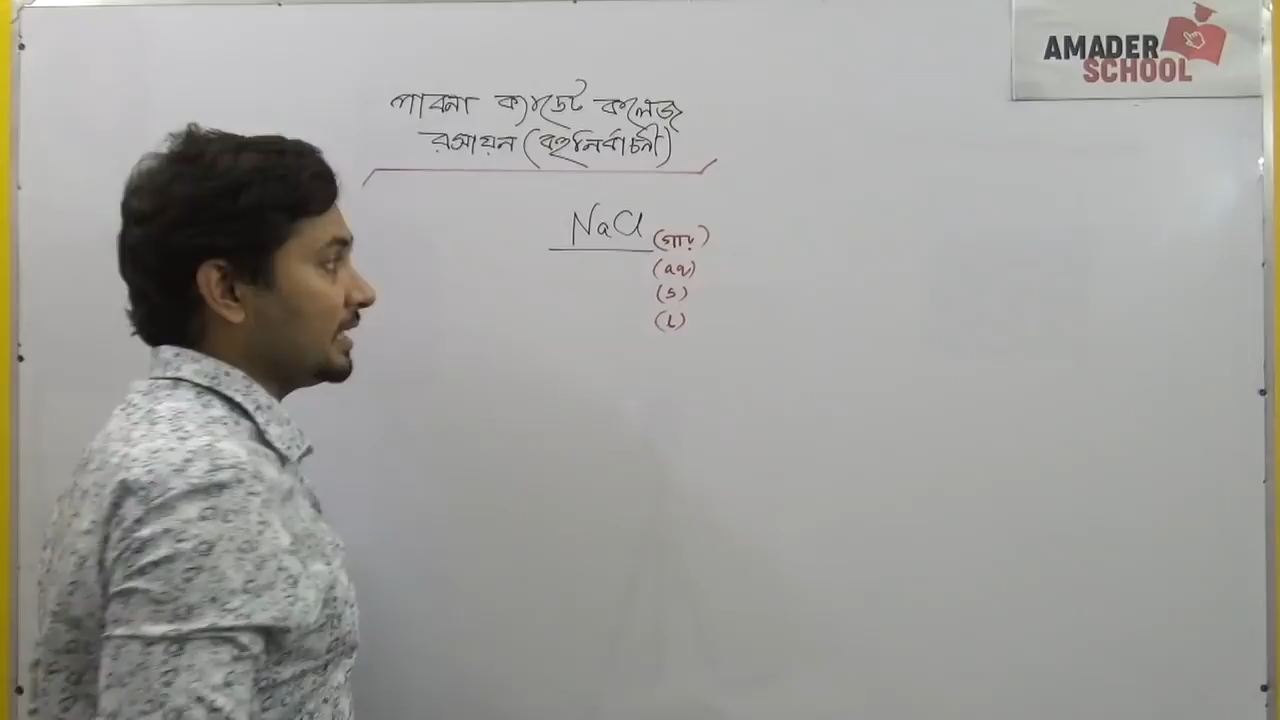 AMADER
SCHOOL
পাবনা ক্যাডেট কলেজ
রসায়ন (বহুনির্বাচনী)
NaCl (গাঢ়)
(aq)
(s)
(l)